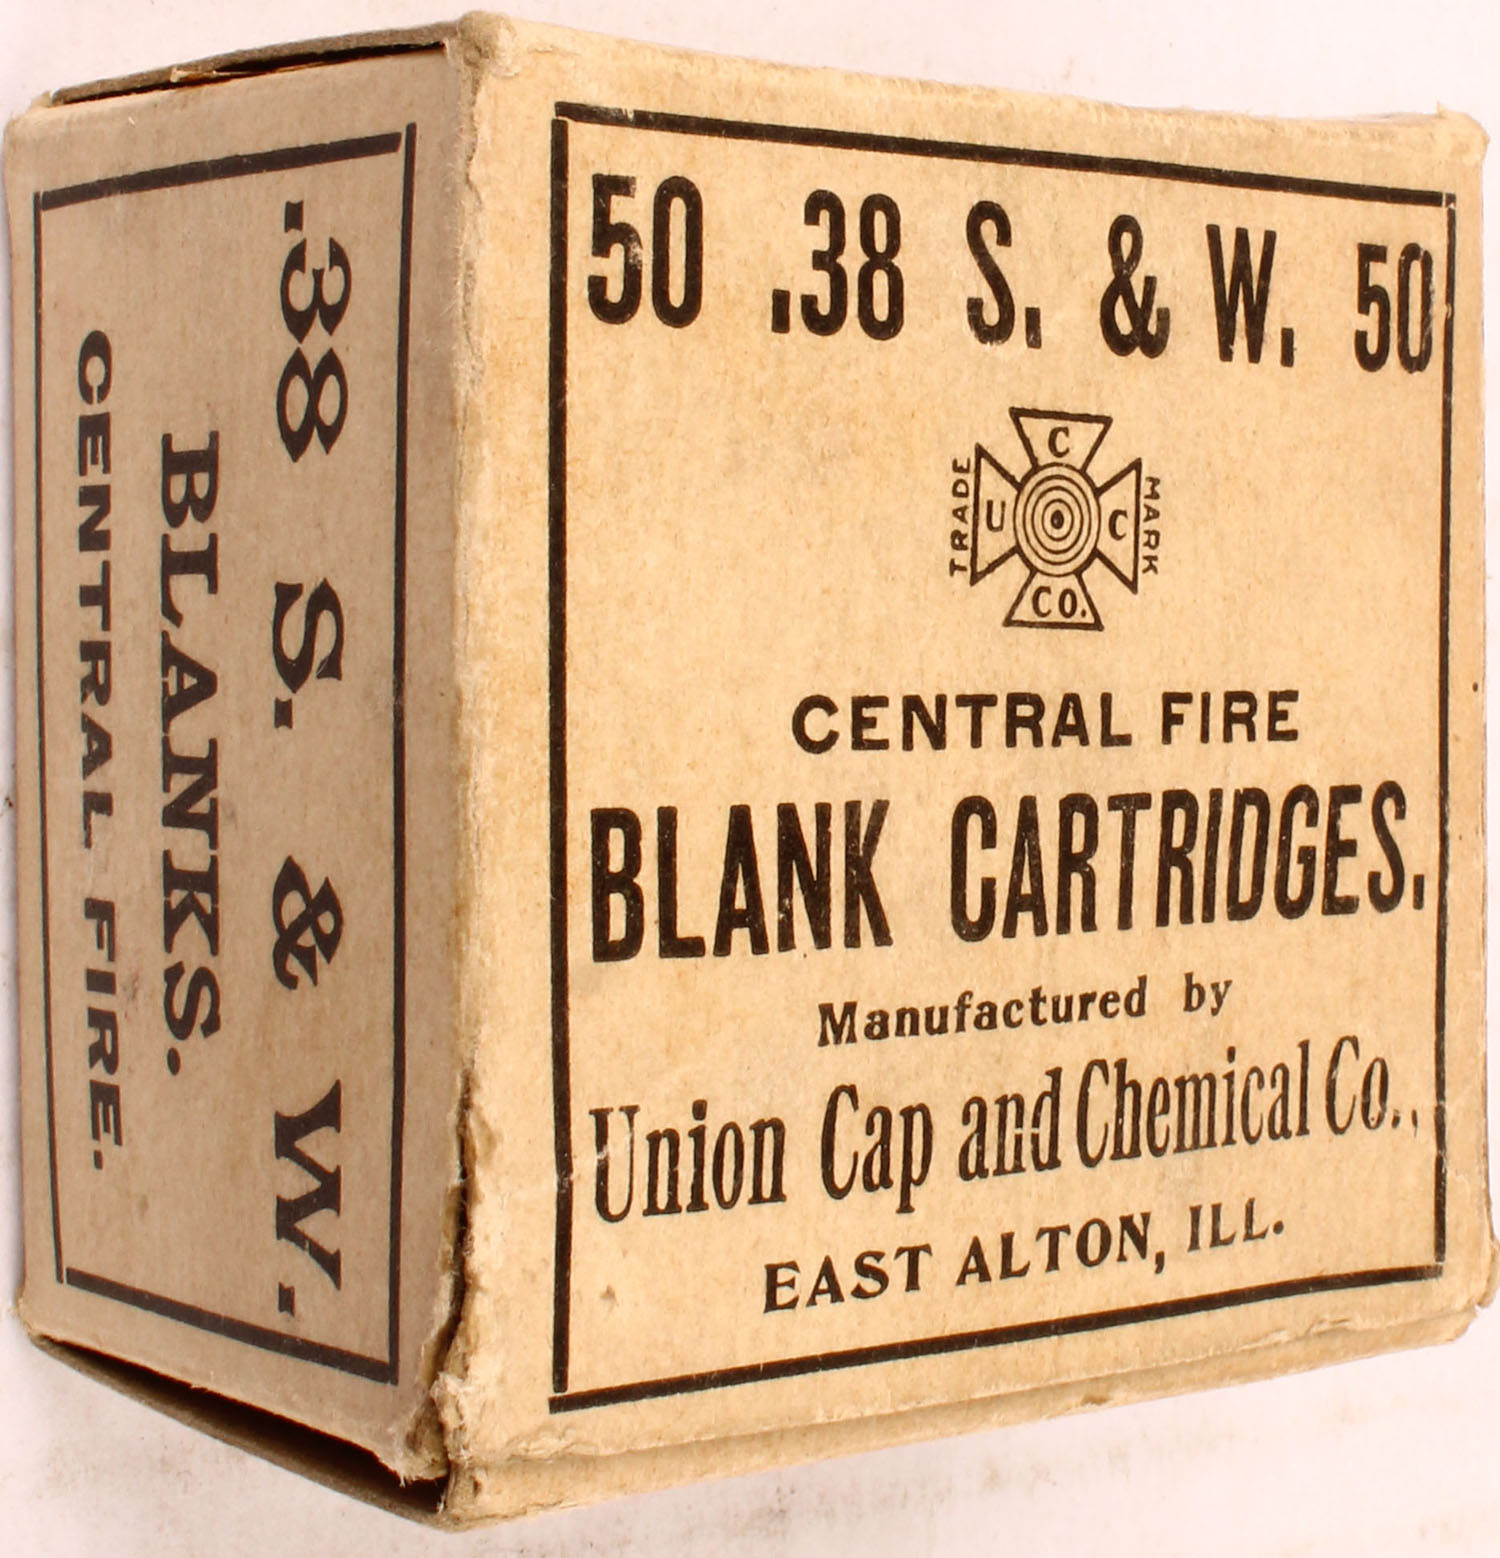 .38 S. & W.
BLANKS.
CENTRAL FIRE.
50 .38 S. & W. 50
TRADE
C
U C
CO.
MARK
CENTRAL FIRE
BLANK CARTRIDGES.
Manufactured by
Union Cap and Chemical Co.,
EAST ALTON, ILL.